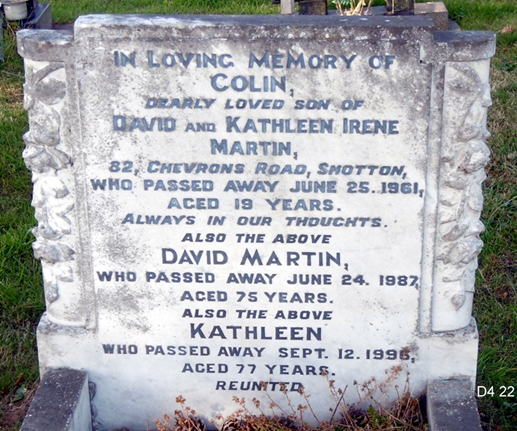 IN LOVING MEMORY OF
COLIN,
DEARLY LOVED SON OF
DAVID AND KATHLEEN IRENE
MARTIN,
82, CHEVRONS ROAD, SHOTTON,
WHO PASSED AWAY JUNE 25. 1961,
AGED 19 YEARS.
ALWAYS IN OUR THOUGHTS.
ALSO THE ABOVE
DAVID MARTIN,
WHO PASSED AWAY JUNE 24. 1987
AGED 75 YEARS.
ALSO THE ABOVE
KATHLEEN
WHO PASSED AWAY SEPT. 12. 1996,
AGED 77 YEARS.
REUNITED
D4 22